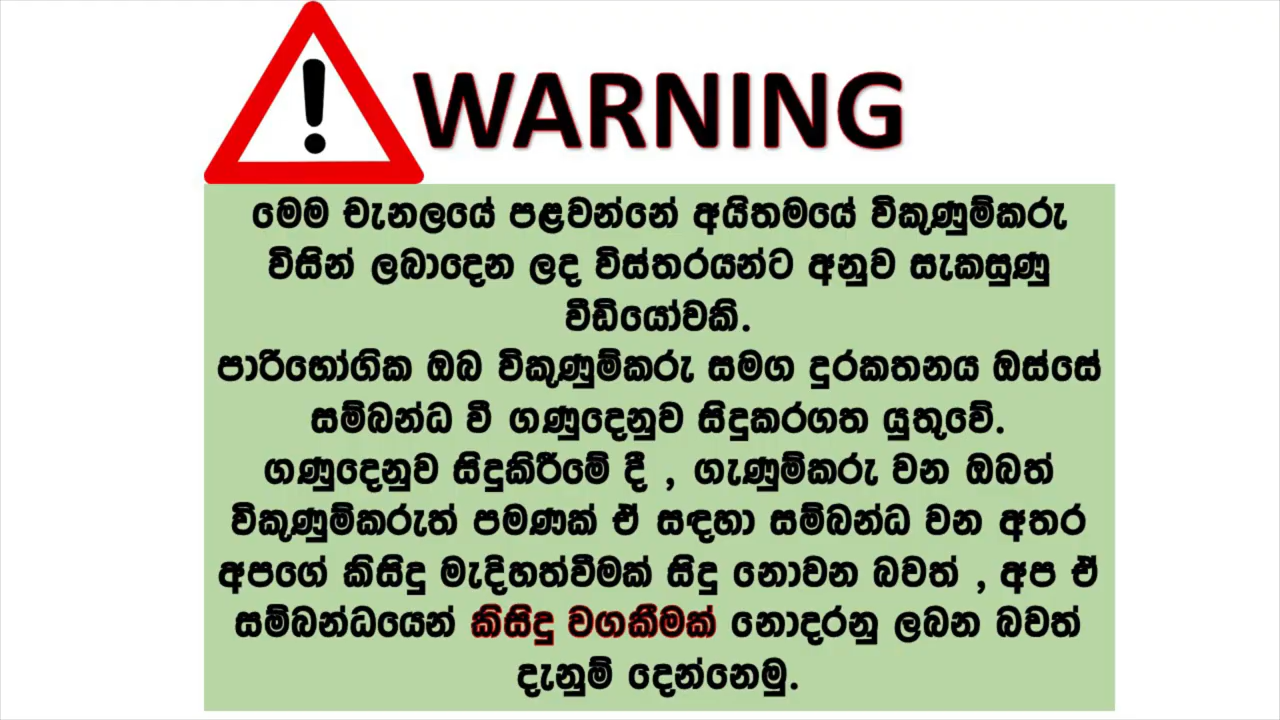 WARNING
මෙම චැනලයේ පළවන්නේ අයිතමයේ විකුණුම්කරු
විසින් ලබාදෙන ලද විස්තරයන්ට අනුව සැකසුණු
වීඩියෝවකි.
පාරිභෝගික ඔබ විකුණුම්කරු සමග දුරකතනය ඔස්සේ
සම්බන්ධ වී ගණුදෙනුව සිදුකරගත යුතුවේ.
ගණුදෙනුව සිදුකිරීමේ දී , ගැණුම්කරු වන ඔබත්
විකුණුම්කරුත් පමණක් ඒ සඳහා සම්බන්ධ වන අතර
අපගේ කිසිදු මැදිහත්වීමක් සිදු නොවන බවත් , අප ඒ
සම්බන්ධයෙන් කිසිදු වගකීමක් නොදරනු ලබන බවත්
දැනුම් දෙන්නෙමු.